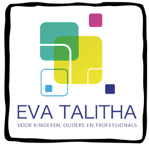 EVA TALITHA
VOOR KINDEREN, OUDERS EN PROFESSIONALS